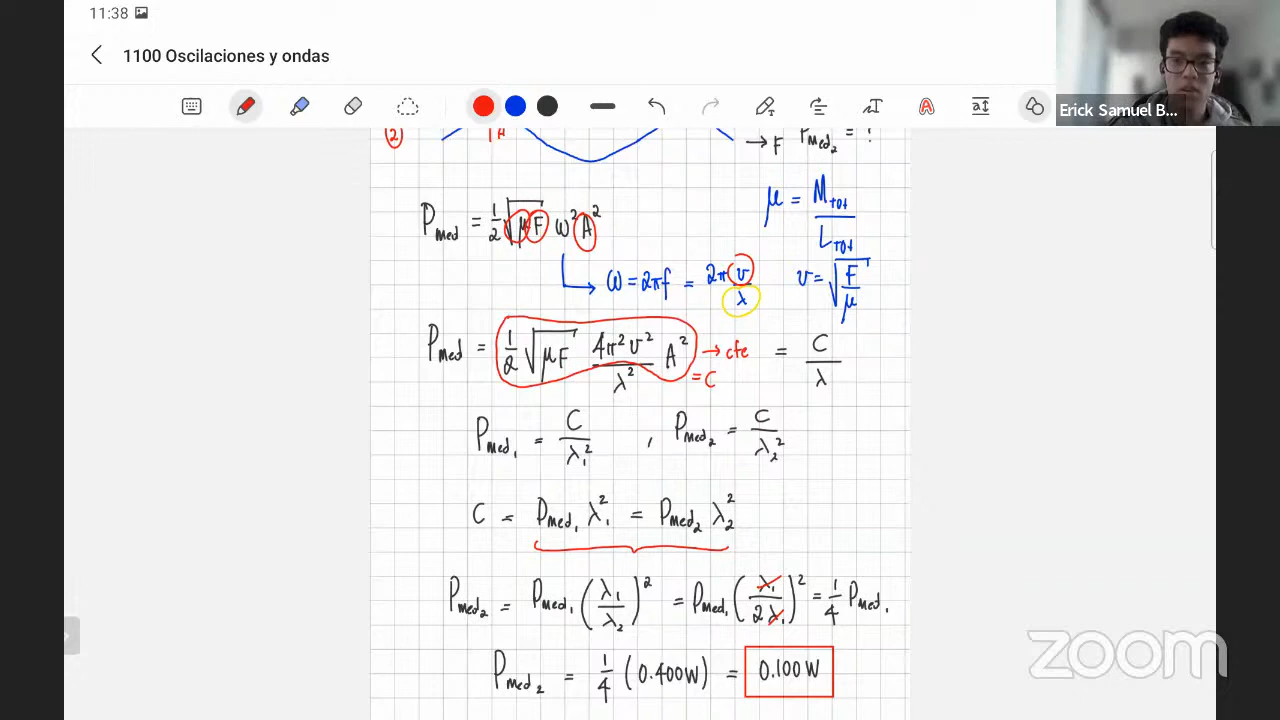 11:38
1100 Oscilaciones y ondas
Erick Samuel B...
(2) μ → F P_med₂ = ?
P_med = 1/2 √(μF) ω² A²
μ = M_TOT / L_TOT
ω = 2πf = 2π v/λ
v = √(F/μ)
P_med = 1/2 √(μF) 4π²v²/λ² A² → cte = C/λ
= C
P_med₁ = C/λ₁² , P_med₂ = C/λ₂²
C = P_med₁ λ₁² = P_med₂ λ₂²
P_med₂ = P_med₁ (λ₁/λ₂)² = P_med₁ (λ₁/2λ₁)² = 1/4 P_med₁
P_med₂ = 1/4 (0.400W) = 0.100W
zoom